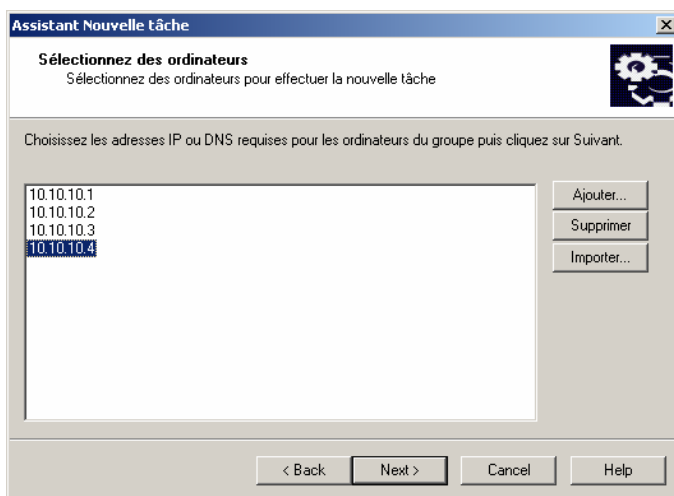 Assistant Nouvelle tâche
Sélectionnez des ordinateurs
Sélectionnez des ordinateurs pour effectuer la nouvelle tâche
Choisissez les adresses IP ou DNS requises pour les ordinateurs du groupe puis cliquez sur Suivant.
10.10.10.1
10.10.10.2
10.10.10.3
10.10.10.4
Ajouter...
Supprimer
Importer...
< Back
Next >
Cancel
Help